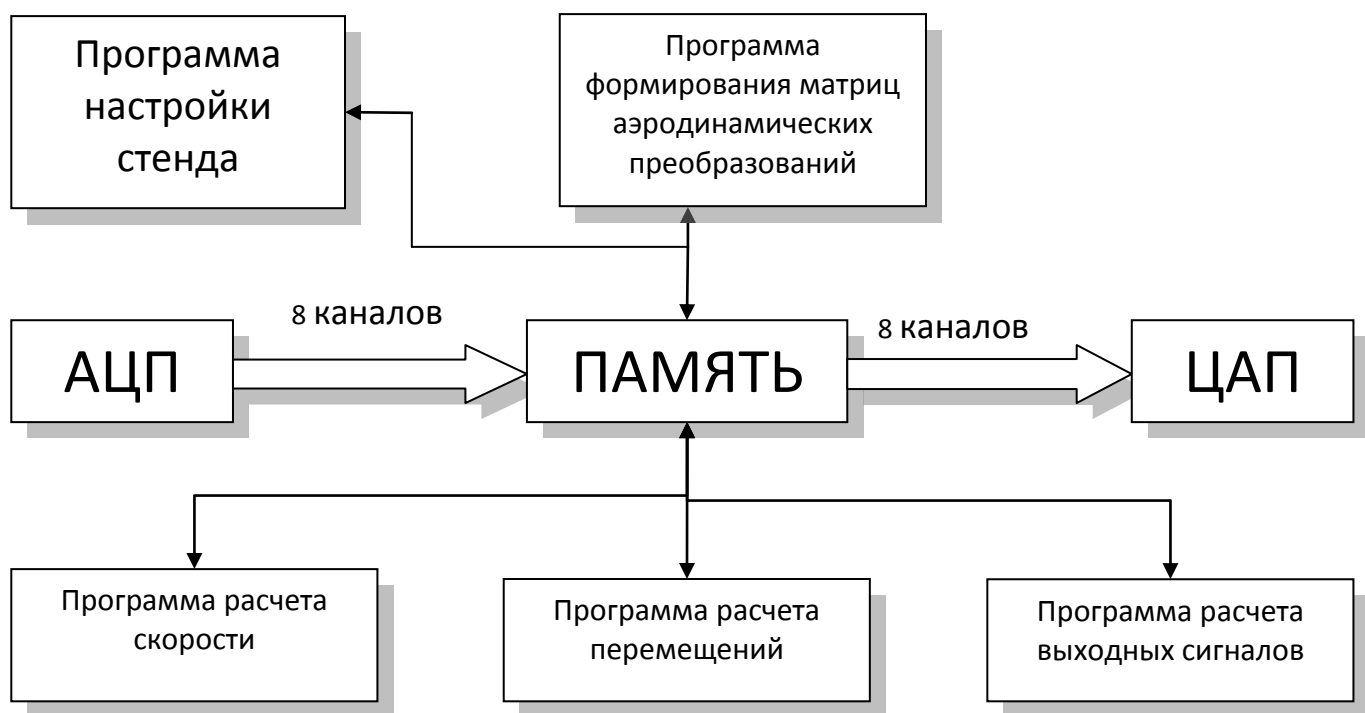 Программа
настройки
стенда
Программа
формирования матриц
аэродинамических
преобразований
АЦП
8 каналов
ПАМЯТЬ
8 каналов
ЦАП
Программа расчета
скорости
Программа расчета
перемещений
Программа расчета
выходных сигналов